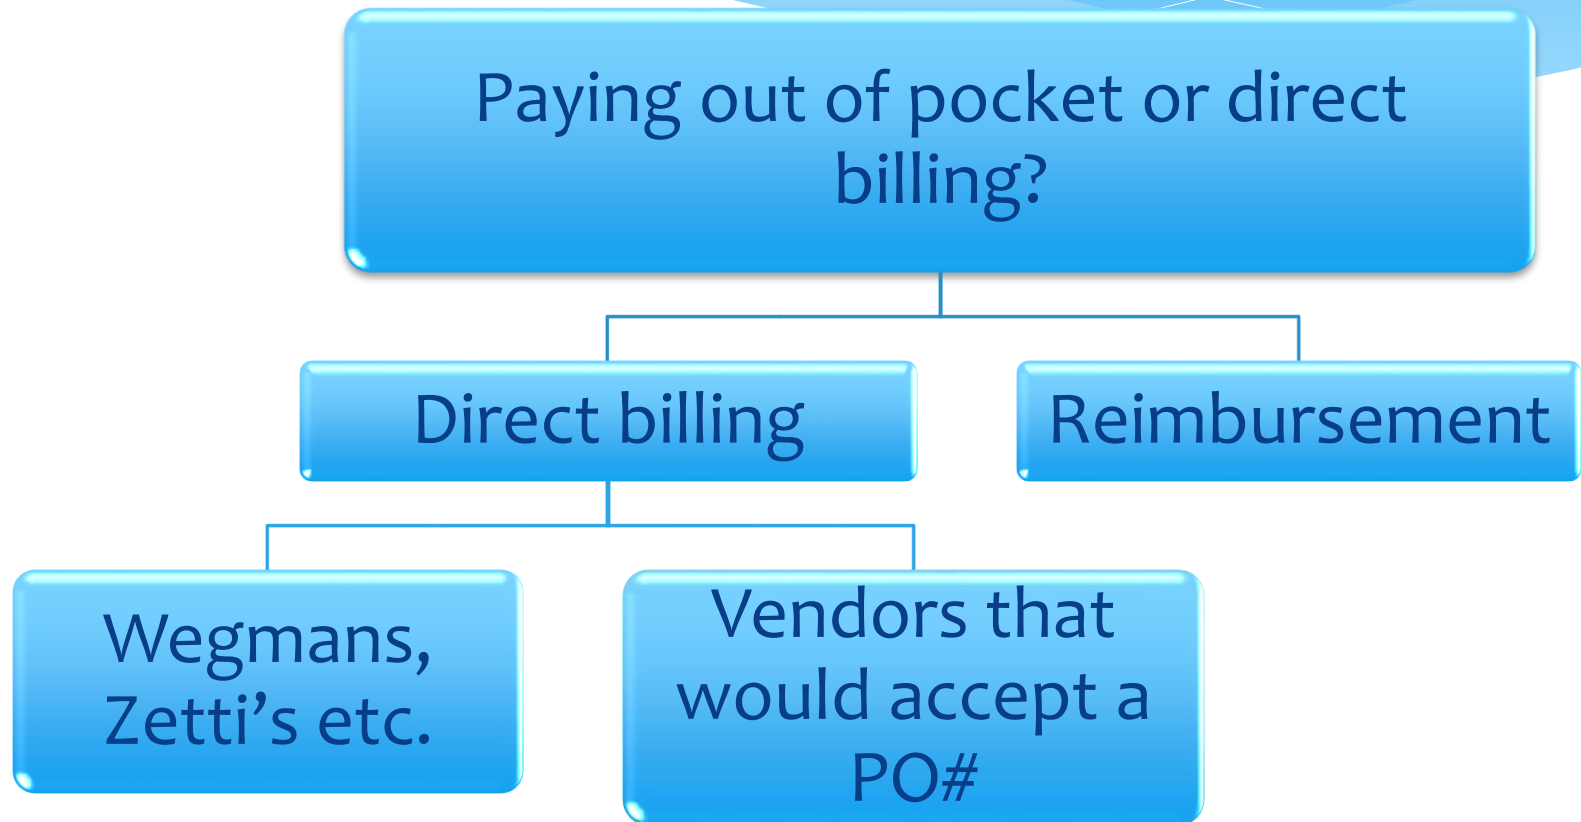 Paying out of pocket or direct
billing?
Direct billing
Reimbursement
Wegmans,
Zetti’s etc.
Vendors that
would accept a
PO#